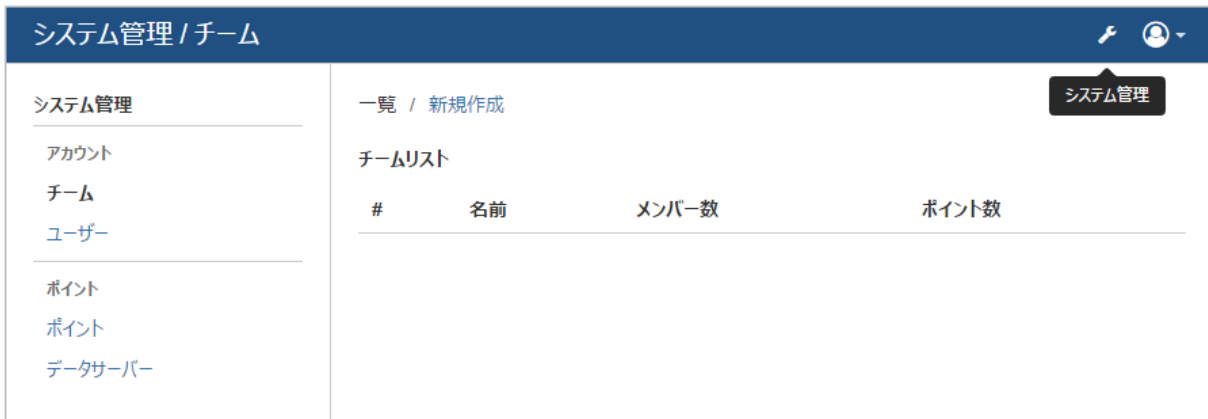 システム管理 / チーム
システム管理
システム管理
アカウント
チーム
ユーザー
ポイント
ポイント
データサーバー
一覧 / 新規作成
チームリスト
# 名前 メンバー数 ポイント数